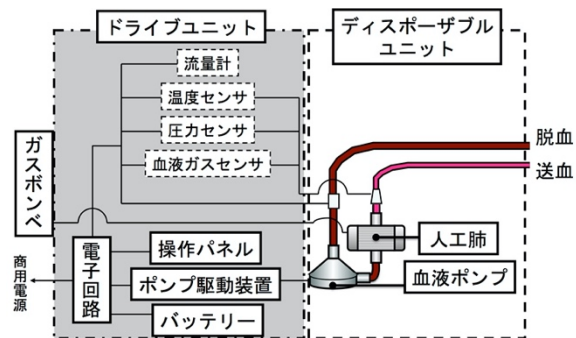 ドライブユニット
ディスポーザブル
ユニット
流量計
温度センサ
圧力センサ
血液ガスセンサ
ガスボンベ
脱血
送血
電子回路
操作パネル
ポンプ駆動装置
バッテリー
商用電源
人工肺
血液ポンプ